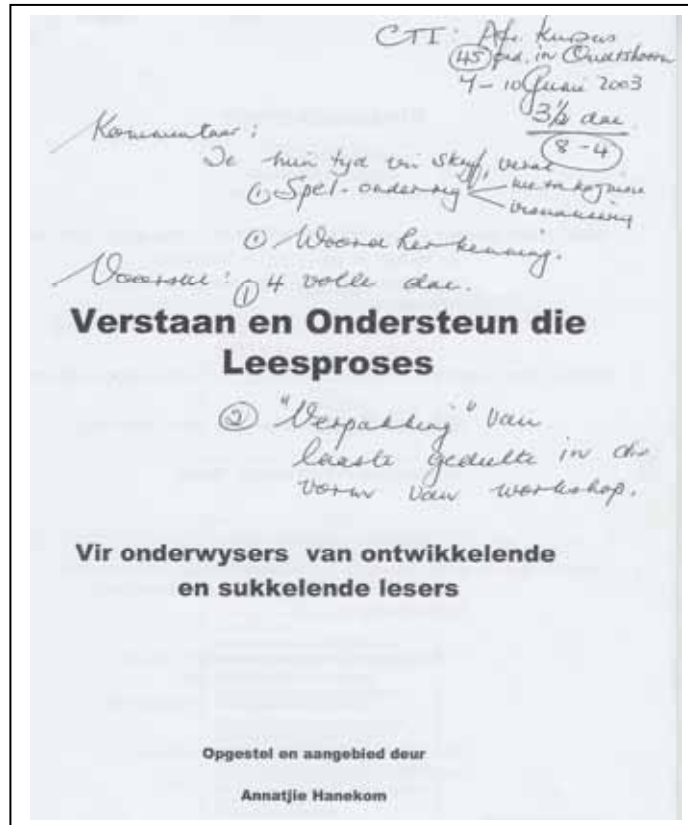 CTI: Afr. Kursus
45 ond. in Oudtshoorn
7 – 10 Junie 2003
3½ dae
8 – 4
Kommentaar:
Te min tyd vir skryf, veral
① Spel-onderrig
① Woordherkenning.
Voorstel: ① 4 volle dae.
Verstaan en Ondersteun die
Leesproses
② "Verpakking" van
laaste gedeelte in die
vorm van workshop.
Vir onderwysers van ontwikkelende
en sukkelende lesers
Opgestel en aangebied deur
Annatjie Hanekom